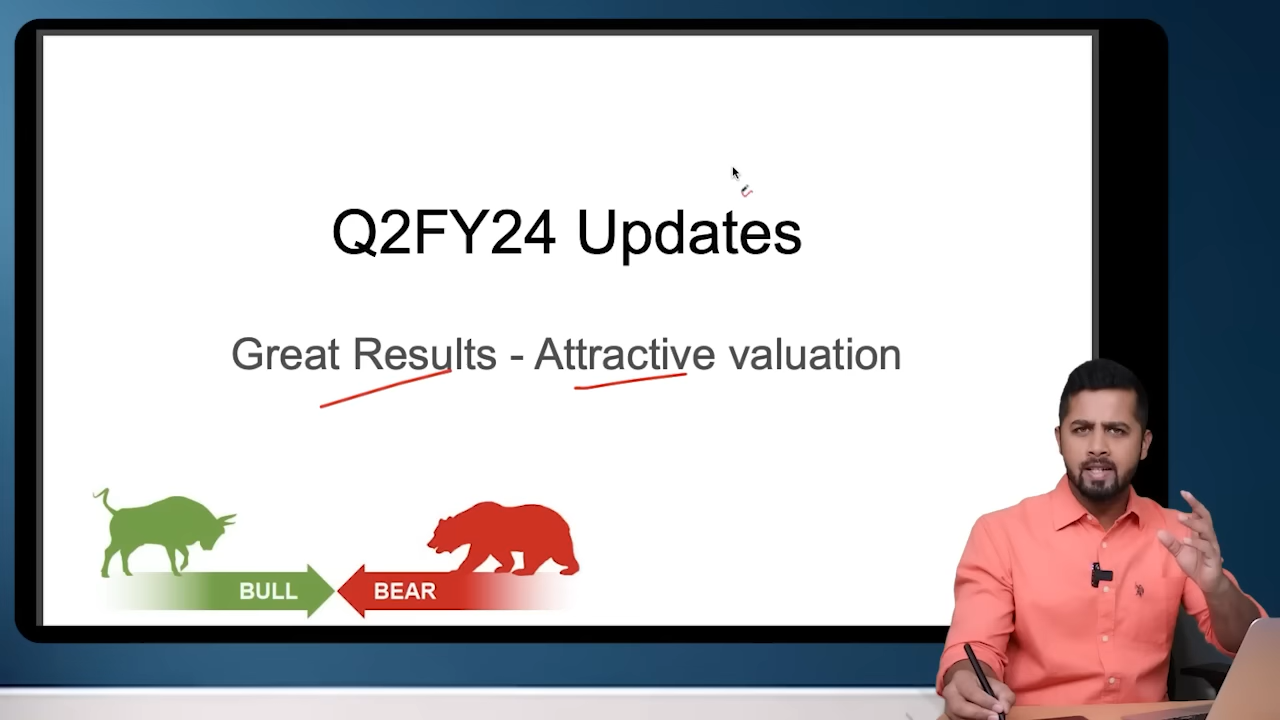 Q2FY24 Updates
Great Results - Attractive valuation
BULL
BEAR